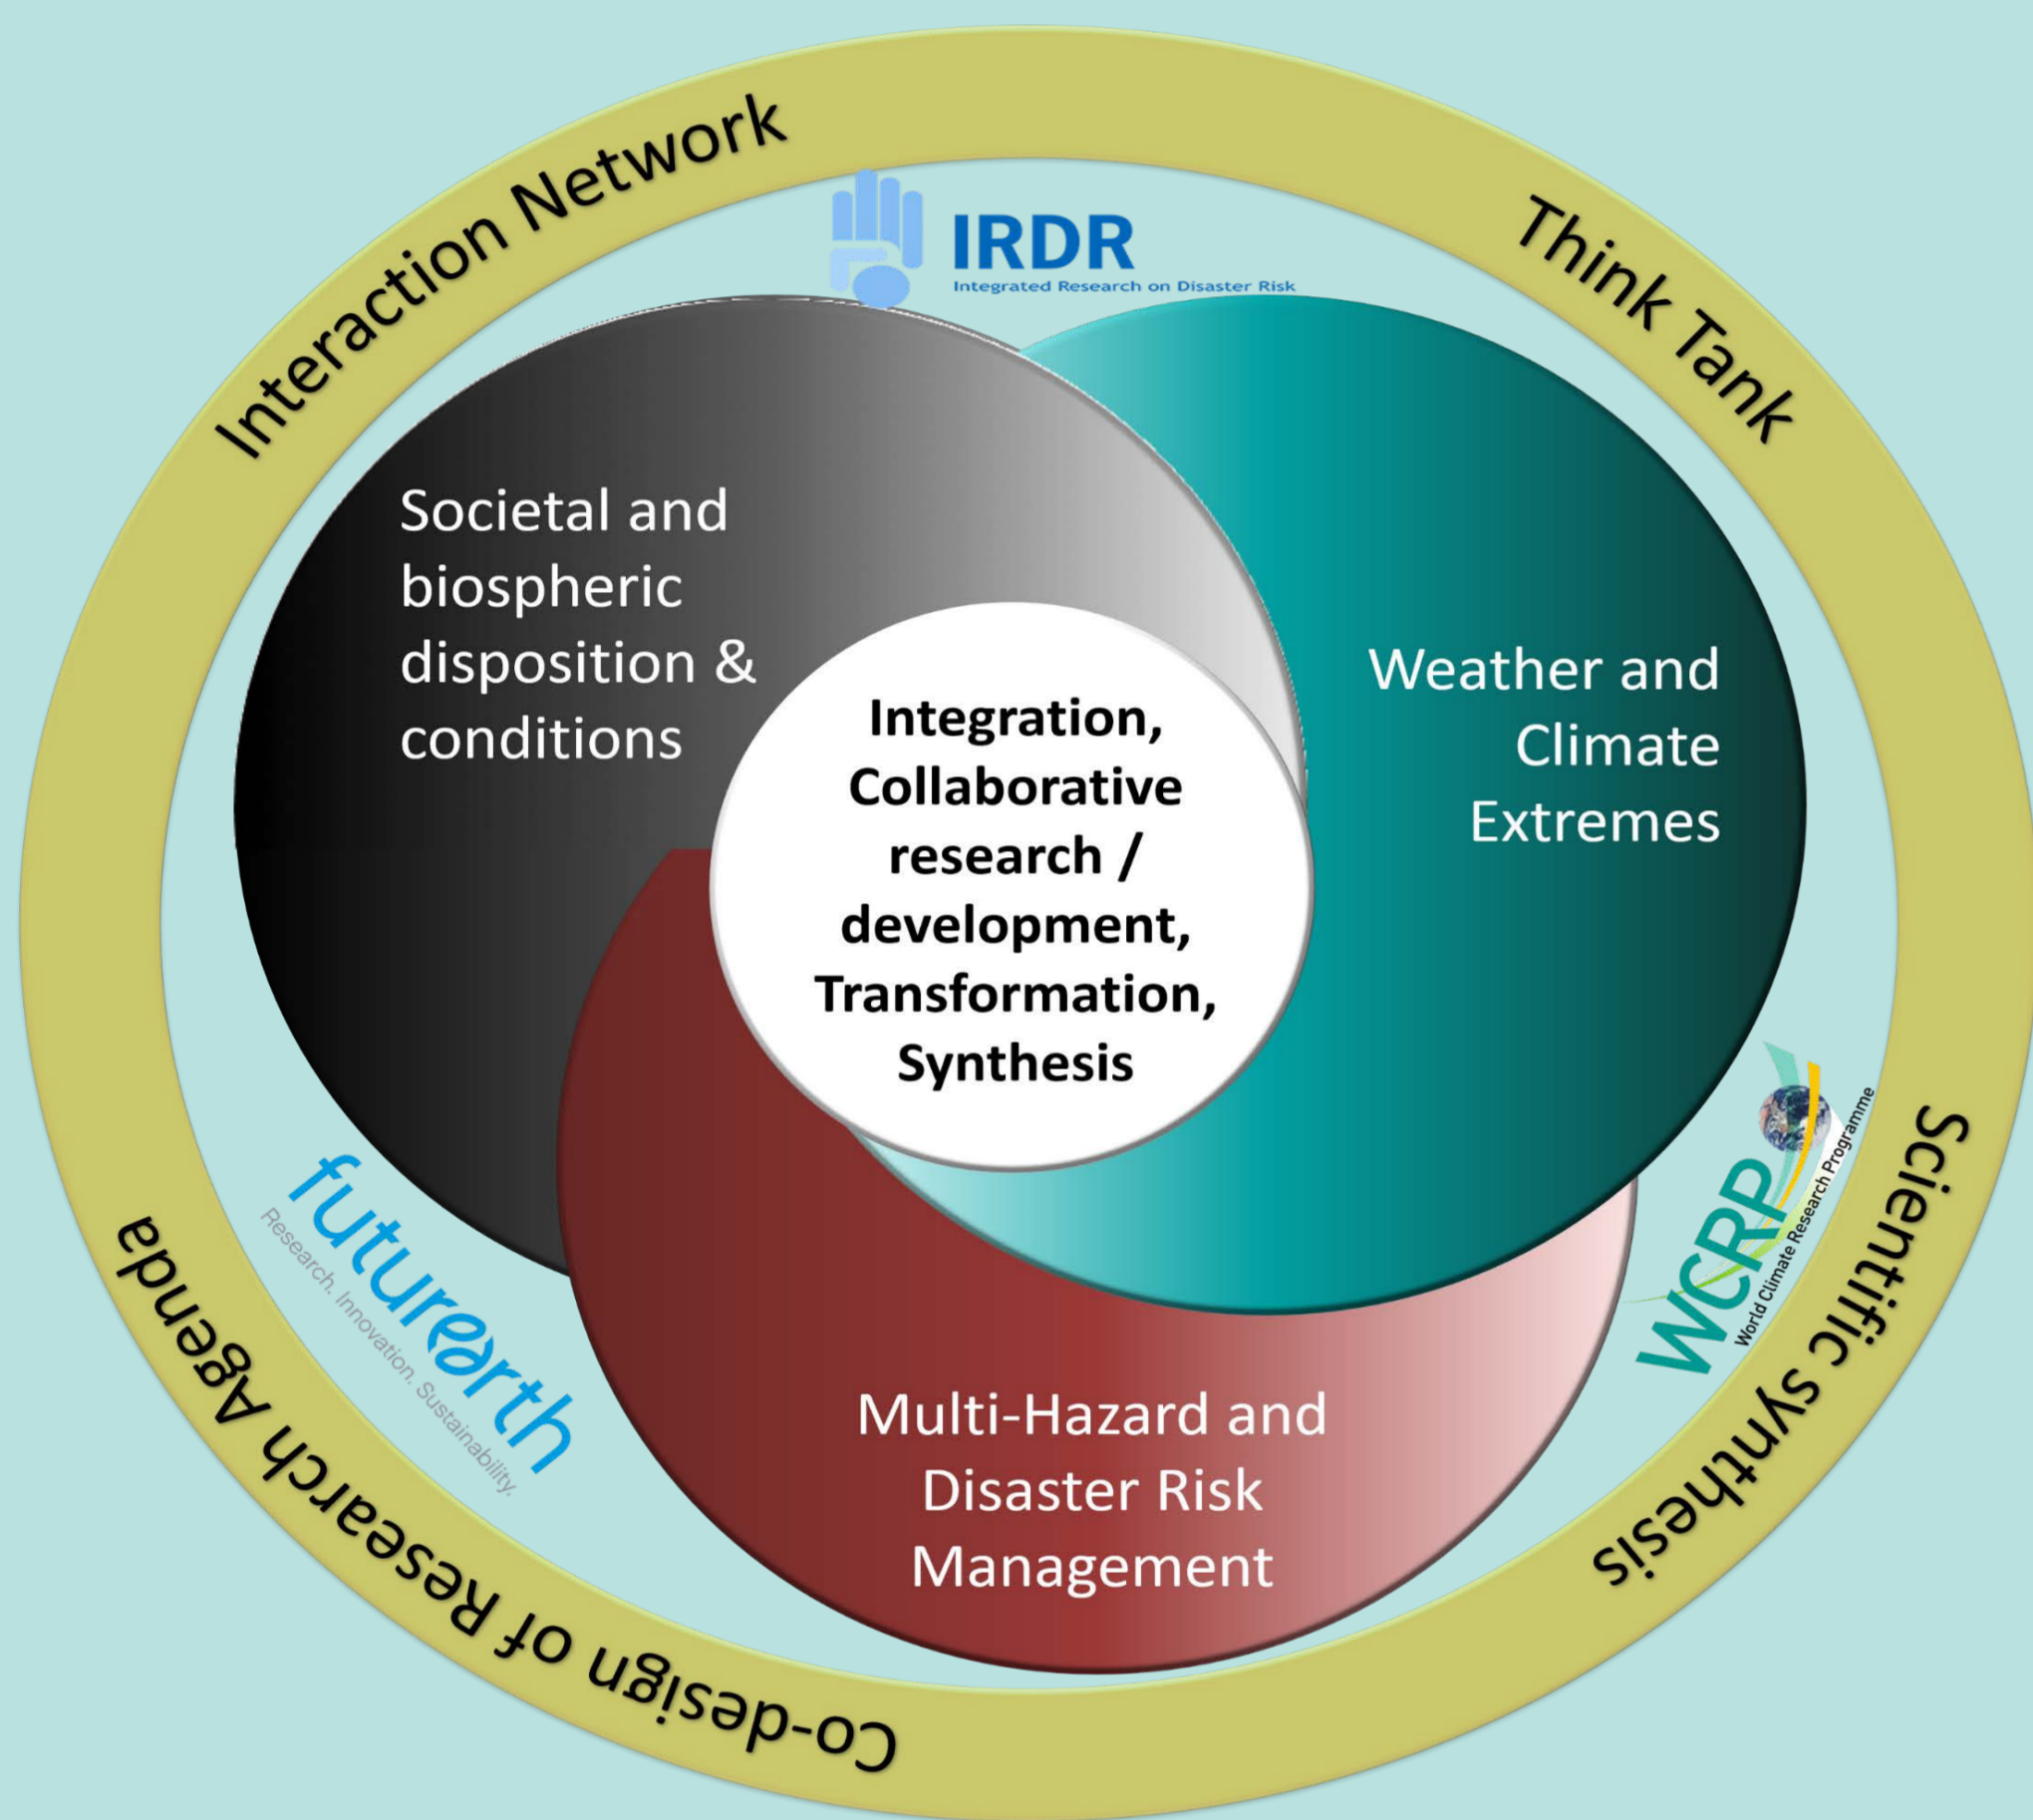 Interaction Network
Think Tank
IRDR
Integrated Research on Disaster Risk
Societal and
biospheric
disposition &
conditions
Weather and
Climate
Extremes
Integration,
Collaborative
research /
development,
Transformation,
Synthesis
Multi-Hazard and
Disaster Risk
Management
futurearth
Research. Innovation. Sustainability.
WCRP
World Climate Research Programme
Scientific synthesis
Co-design of Research Agenda